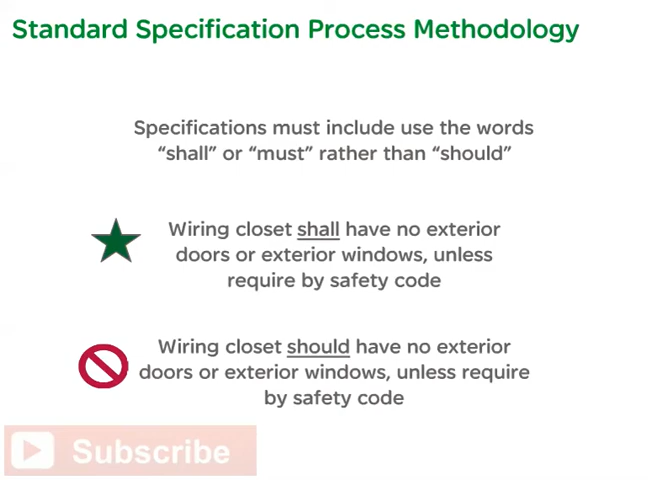 Standard Specification Process Methodology
Specifications must include use the words
“shall” or “must” rather than “should”
Wiring closet shall have no exterior
doors or exterior windows, unless
require by safety code
Wiring closet should have no exterior
doors or exterior windows, unless require
by safety code
Subscribe